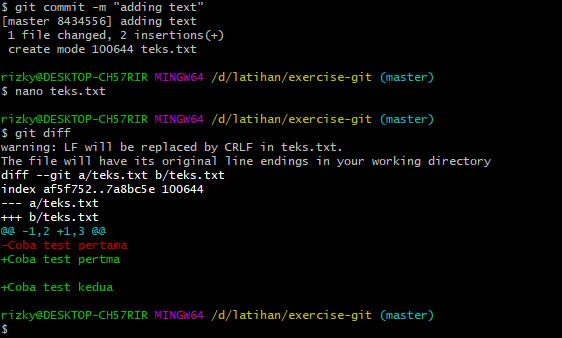 $ git commit -m "adding text"
[master 8434556] adding text
 1 file changed, 2 insertions(+)
 create mode 100644 teks.txt

rizky@DESKTOP-CH57RIR MINGW64 /d/latihan/exercise-git (master)
$ nano teks.txt

rizky@DESKTOP-CH57RIR MINGW64 /d/latihan/exercise-git (master)
$ git diff
warning: LF will be replaced by CRLF in teks.txt.
The file will have its original line endings in your working directory
diff --git a/teks.txt b/teks.txt
index af5f752..7a8bc5e 100644
--- a/teks.txt
+++ b/teks.txt
@@ -1,2 +1,3 @@
-Coba test pertama
+Coba test pertma

+Coba test kedua

rizky@DESKTOP-CH57RIR MINGW64 /d/latihan/exercise-git (master)
$